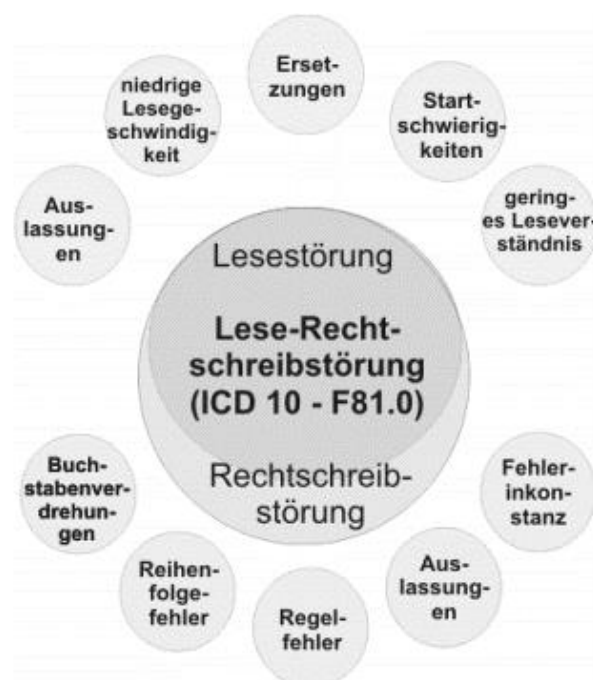 Erset-
zungen
niedrige
Lesege-
schwindig-
keit
Start-
schwierig-
keiten
Aus-
lassung-
en
gering-
es Lesever-
ständnis
Lesestörung
Lese-Recht-
schreibstörung
(ICD 10 - F81.0)
Rechtschreib-
störung
Buch-
stabenver-
drehun-
gen
Fehler-
inkon-
stanz
Reihen-
folge-
fehler
Aus-
lassung-
en
Regel-
fehler